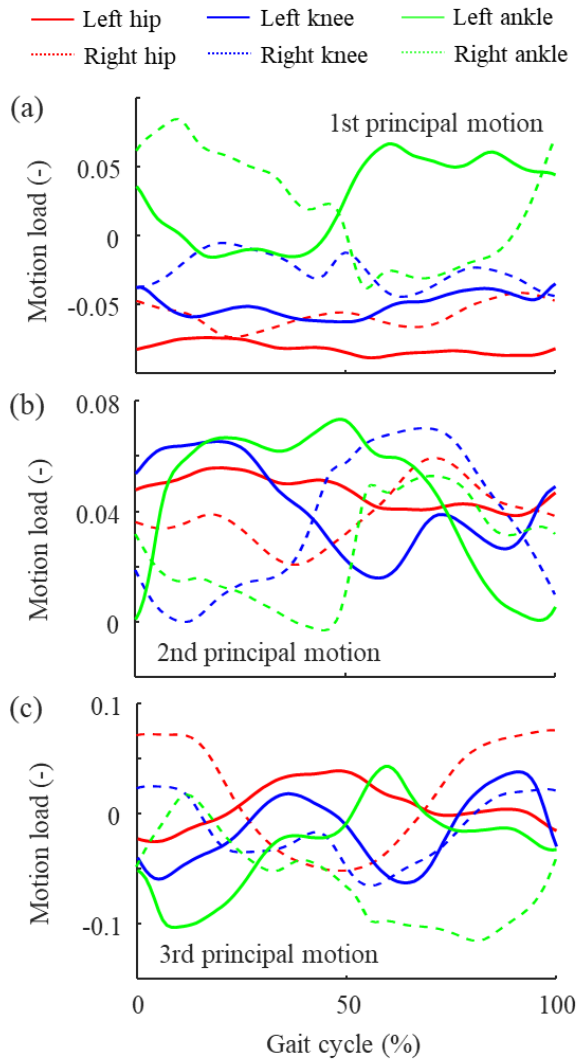 Left hip Left knee Left ankle
Right hip Right knee Right ankle
(a)
1st principal motion
0.05
0
-0.05
Motion load (-)
(b)
0.08
0.04
0
Motion load (-)
2nd principal motion
(c)
0.1
0
-0.1
Motion load (-)
3rd principal motion
0 50 100
Gait cycle (%)